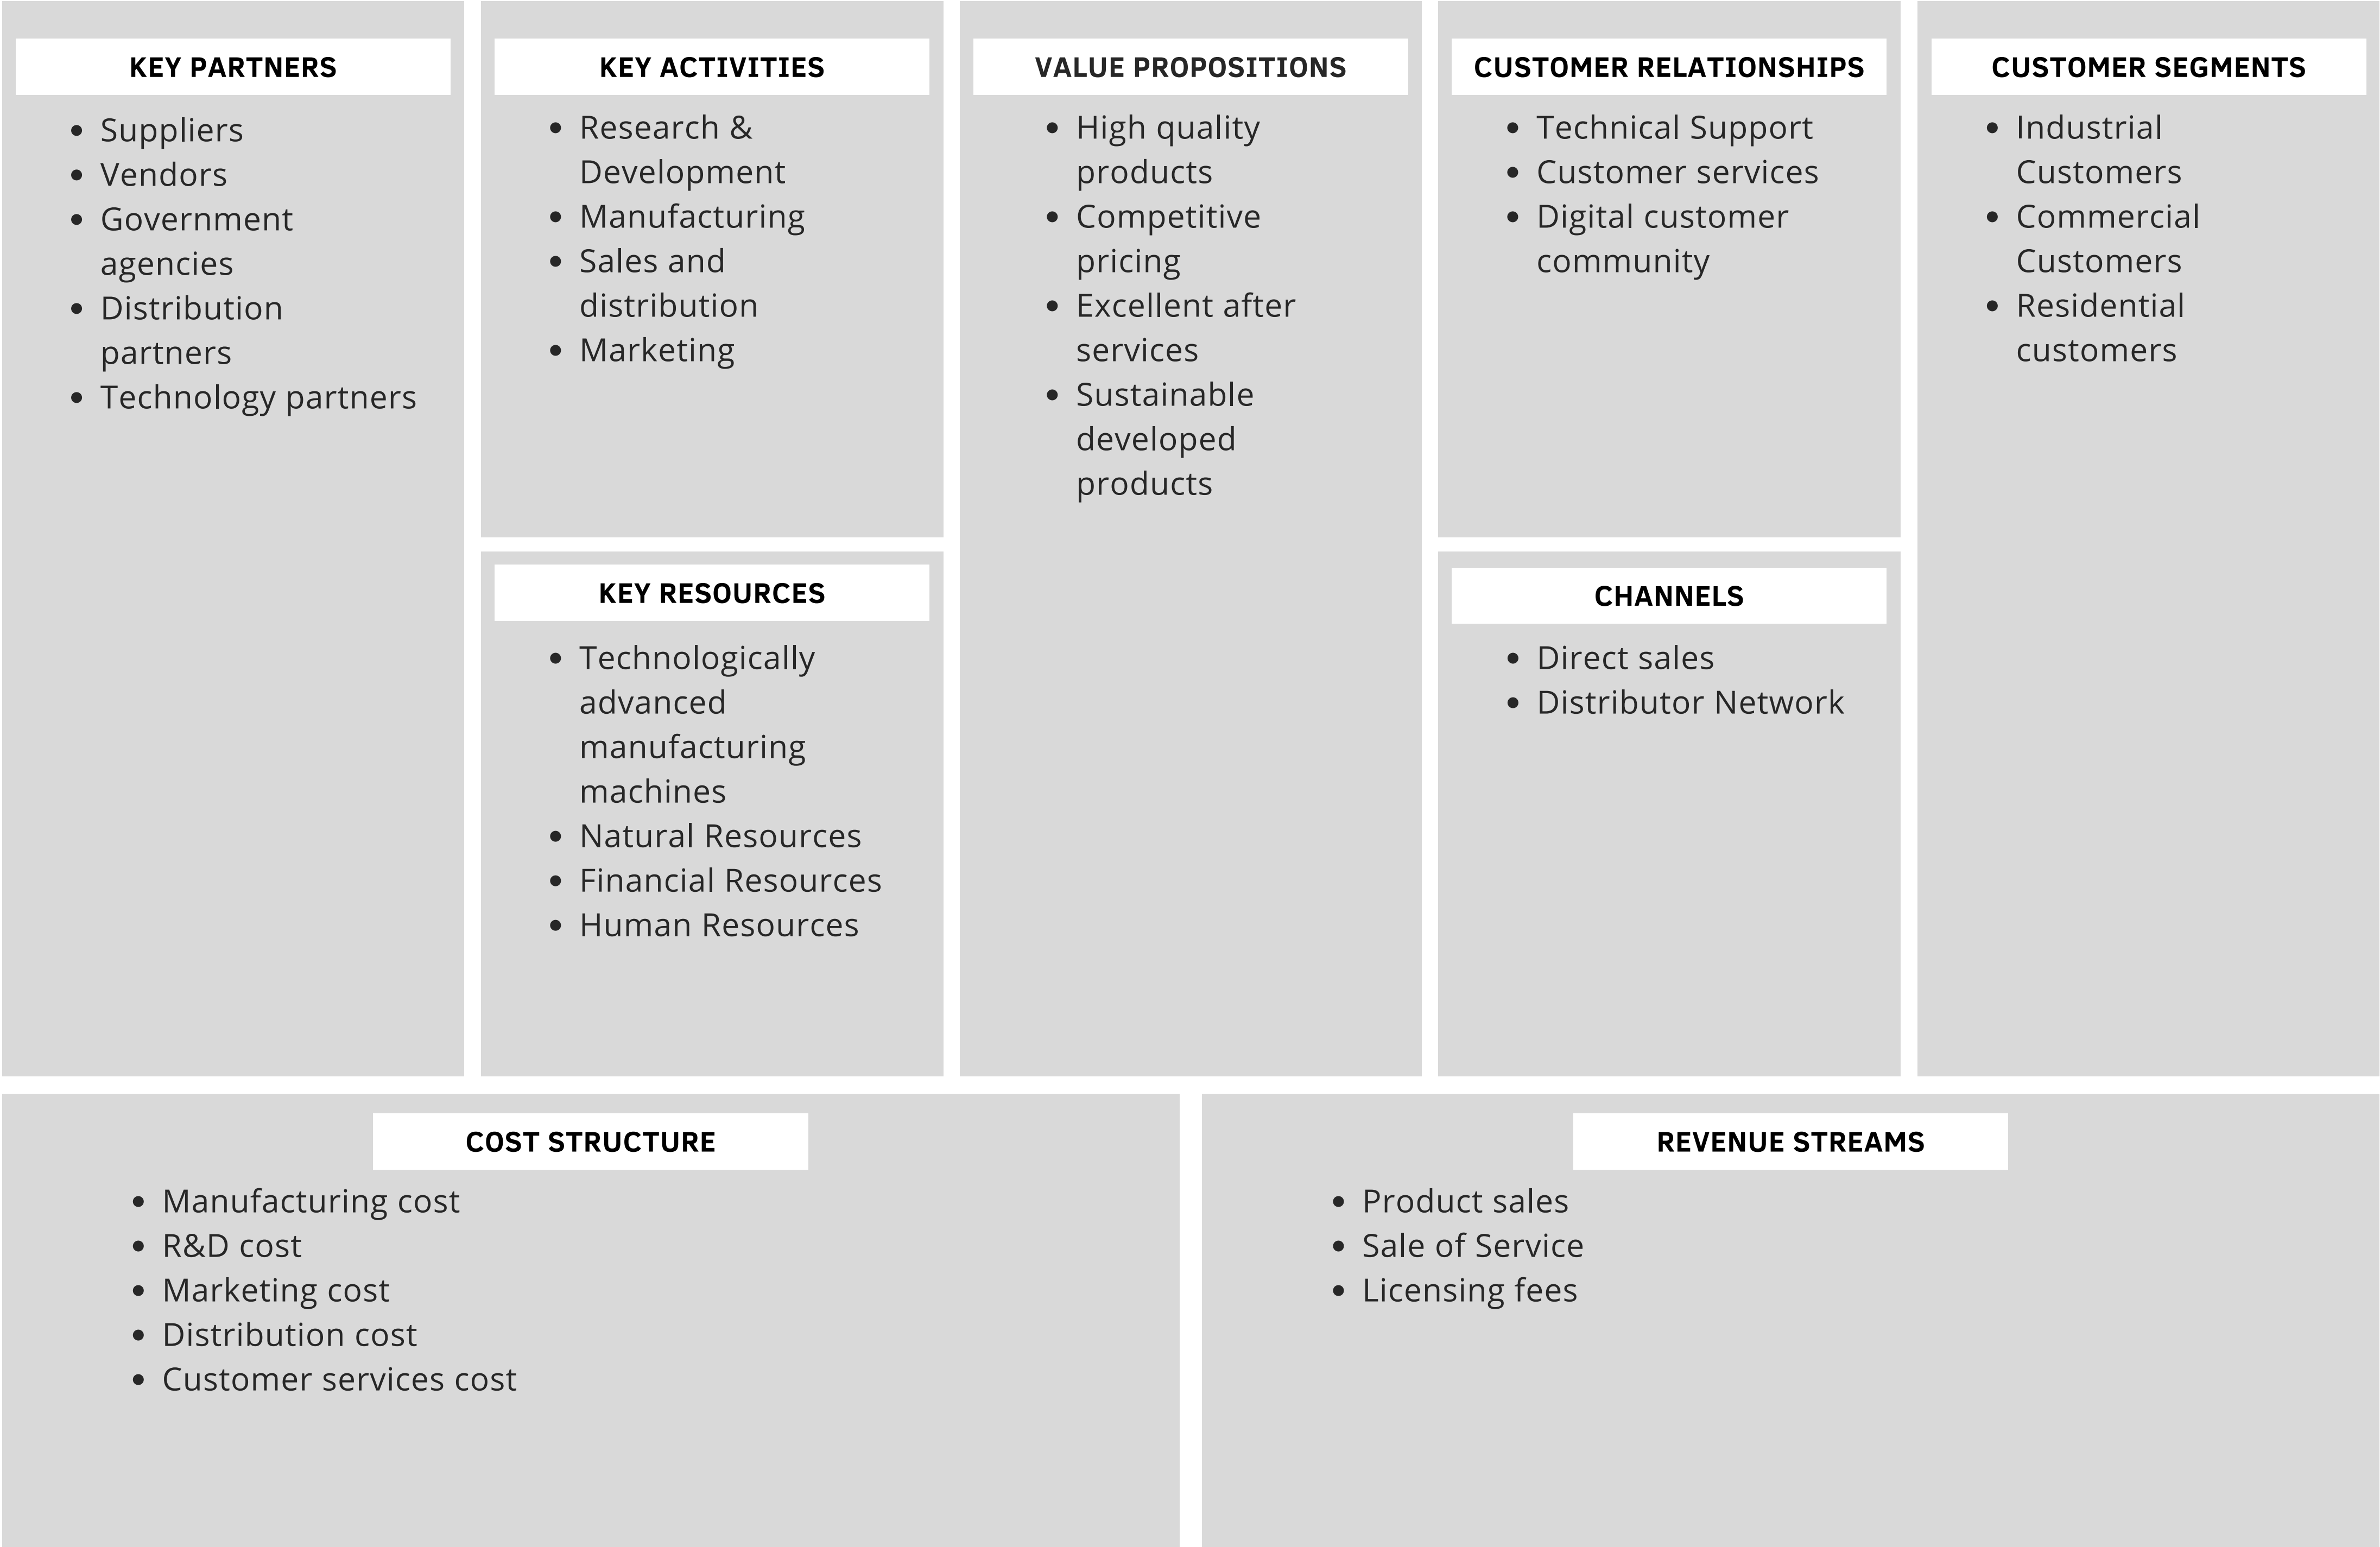 KEY PARTNERS
• Suppliers
• Vendors
• Government
agencies
• Distribution
partners
• Technology partners
KEY ACTIVITIES
• Research &
Development
• Manufacturing
• Sales and
distribution
• Marketing
KEY RESOURCES
• Technologically
advanced
manufacturing
machines
• Natural Resources
• Financial Resources
• Human Resources
VALUE PROPOSITIONS
• High quality
products
• Competitive
pricing
• Excellent after
services
• Sustainable
developed
products
CUSTOMER RELATIONSHIPS
• Technical Support
• Customer services
• Digital customer
community
CHANNELS
• Direct sales
• Distributor Network
CUSTOMER SEGMENTS
• Industrial
Customers
• Commercial
Customers
• Residential
customers
COST STRUCTURE
• Manufacturing cost
• R&D cost
• Marketing cost
• Distribution cost
• Customer services cost
REVENUE STREAMS
• Product sales
• Sale of Service
• Licensing fees